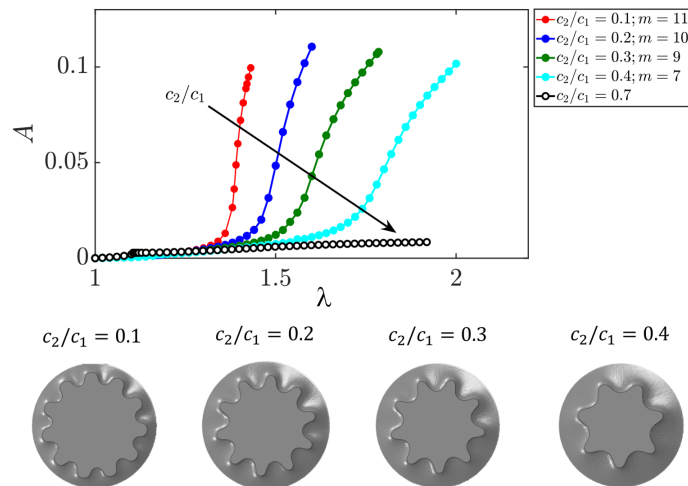 c₂/c₁ = 0.1; m = 11
c₂/c₁ = 0.2; m = 10
c₂/c₁ = 0.3; m = 9
c₂/c₁ = 0.4; m = 7
c₂/c₁ = 0.7
0.1
c₂/c₁
A
0.05
0
1
1.5
2
λ
c₂/c₁ = 0.1
c₂/c₁ = 0.2
c₂/c₁ = 0.3
c₂/c₁ = 0.4